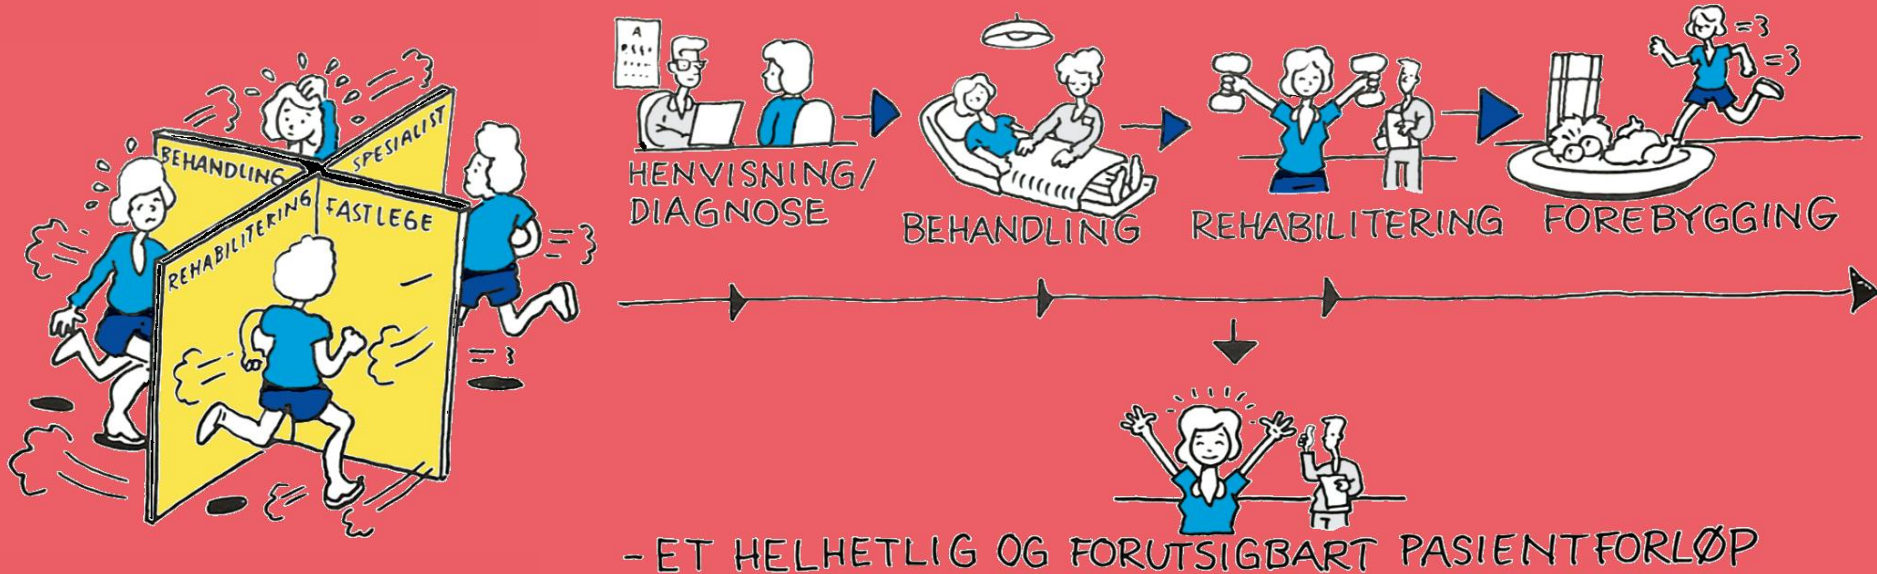 BEHANDLING
SPESIALIST
REHABILITERING
FASTLEGE
A
HENVISNING/
DIAGNOSE
BEHANDLING
REHABILITERING
FOREBYGGING
- ET HELHETLIG OG FORUTSIGBART PASIENTFORLØP